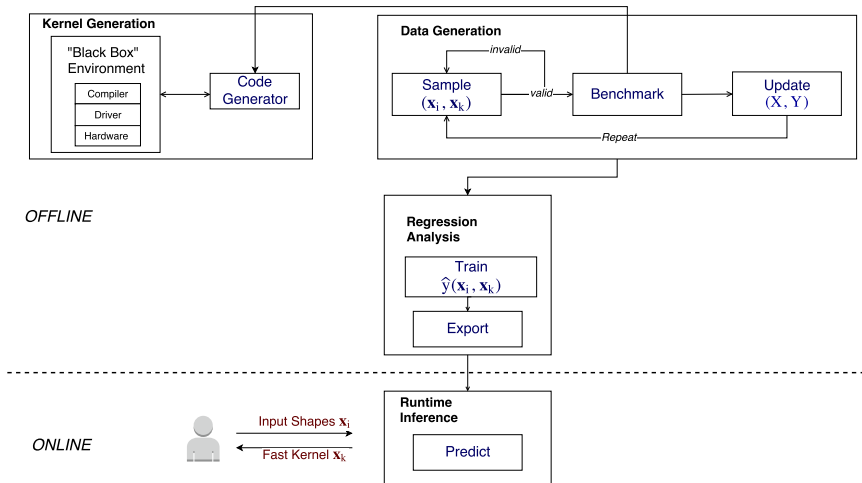 Kernel Generation
"Black Box"
Environment
Compiler
Driver
Hardware
Code
Generator
Data Generation
invalid
Sample
(xᵢ, xₖ)
valid
Benchmark
Update
(X, Y)
Repeat
OFFLINE
Regression
Analysis
Train
ŷ(xᵢ, xₖ)
Export
ONLINE
Input Shapes xᵢ
Fast Kernel xₖ
Runtime
Inference
Predict